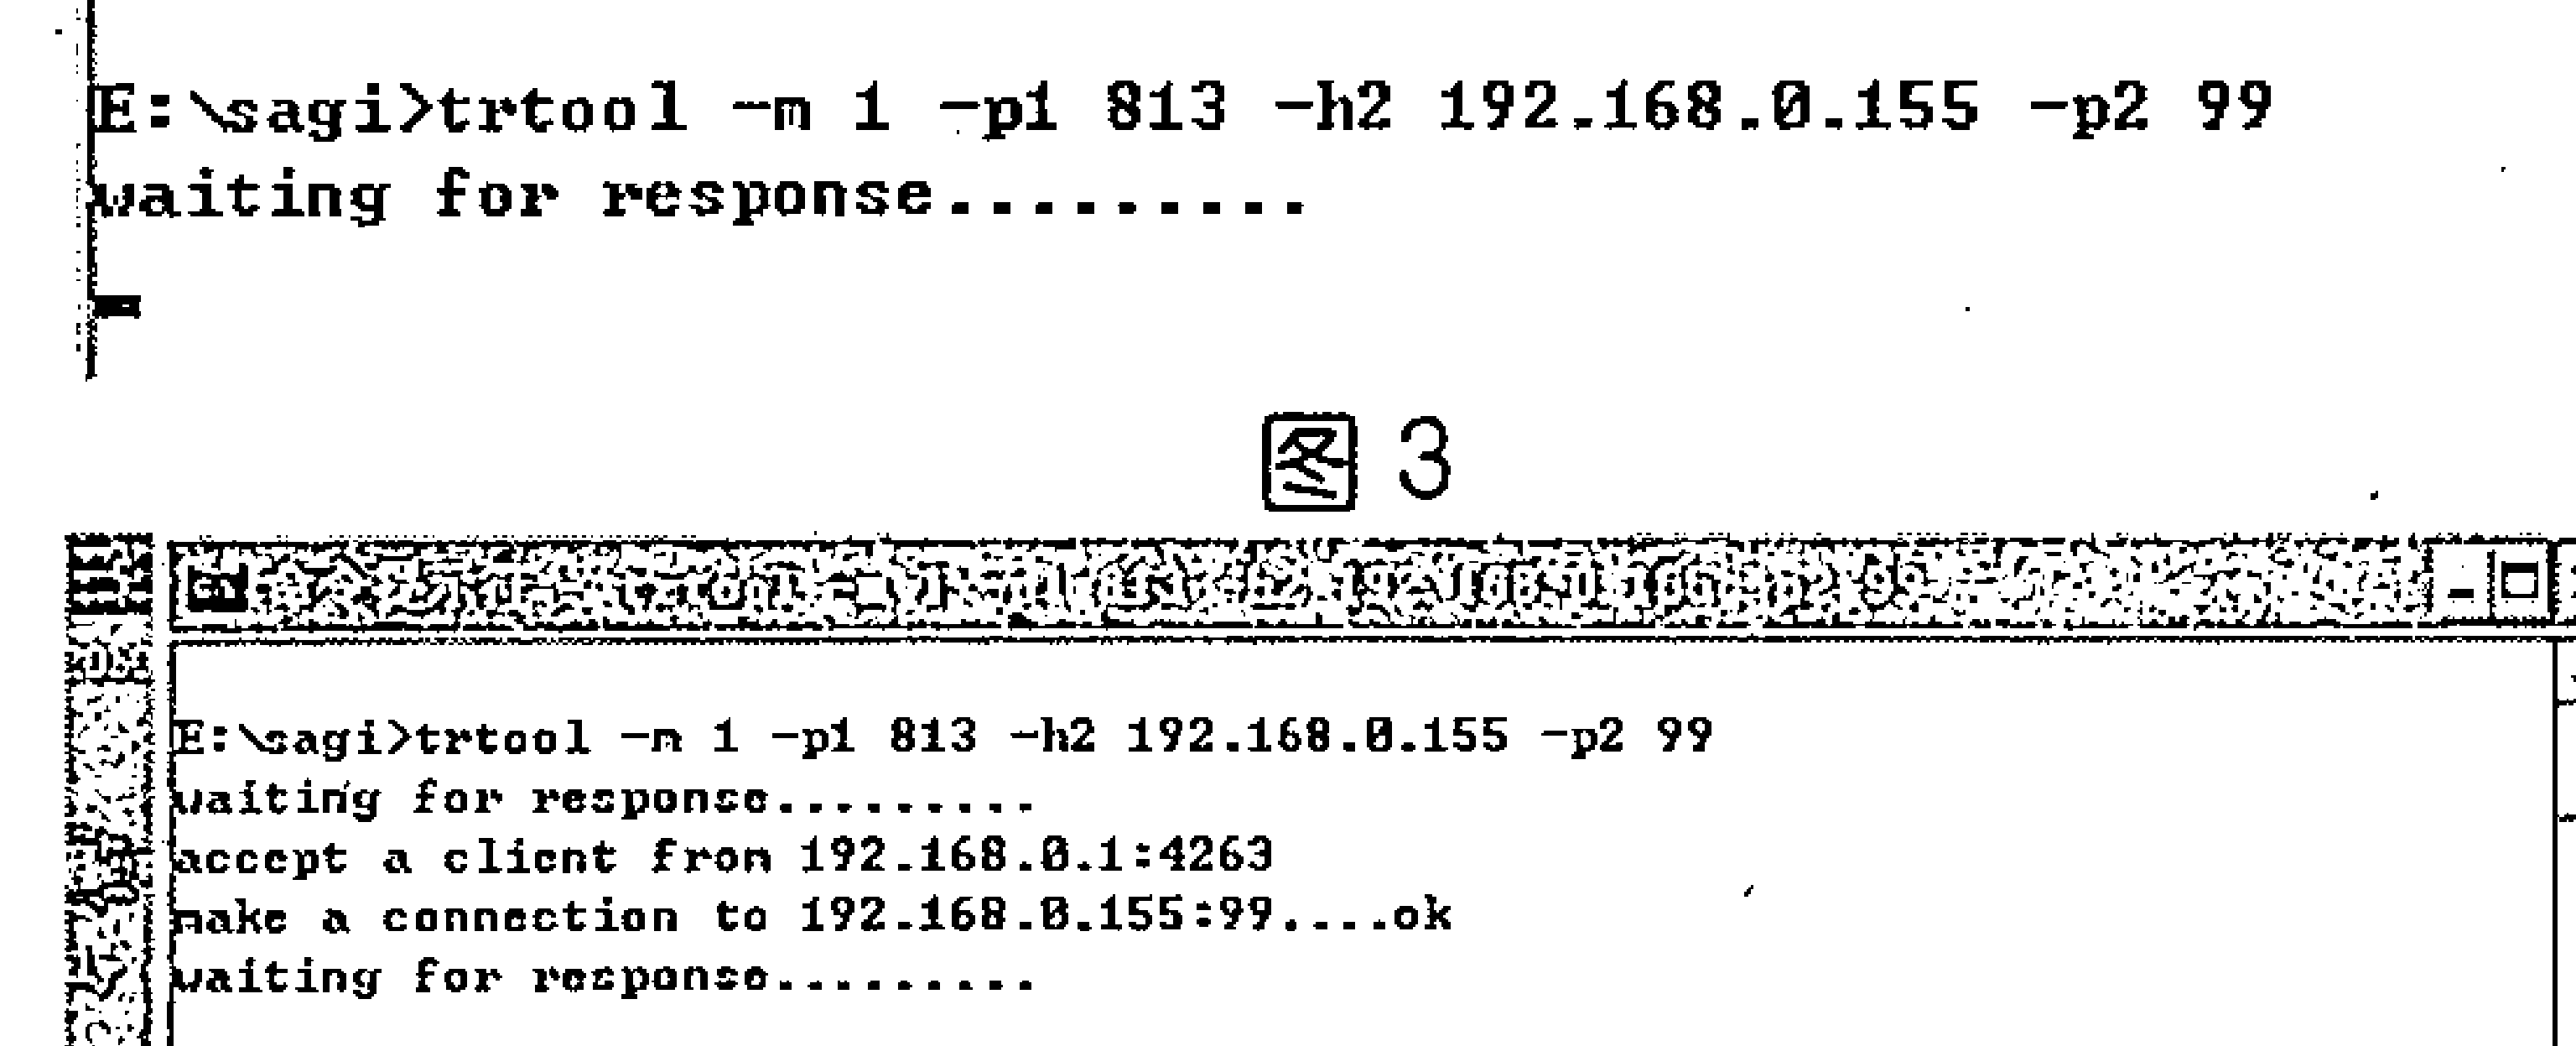 E:\sagi>trtool -m 1 -p1 813 -h2 192.168.0.155 -p2 99
waiting for response.........
图 3
E:\sagi>trtool -m 1 -p1 813 -h2 192.168.0.155 -p2 99
waiting for response.........
accept a client from 192.168.0.1:4263
make a connection to 192.168.0.155:99....ok
waiting for response.........